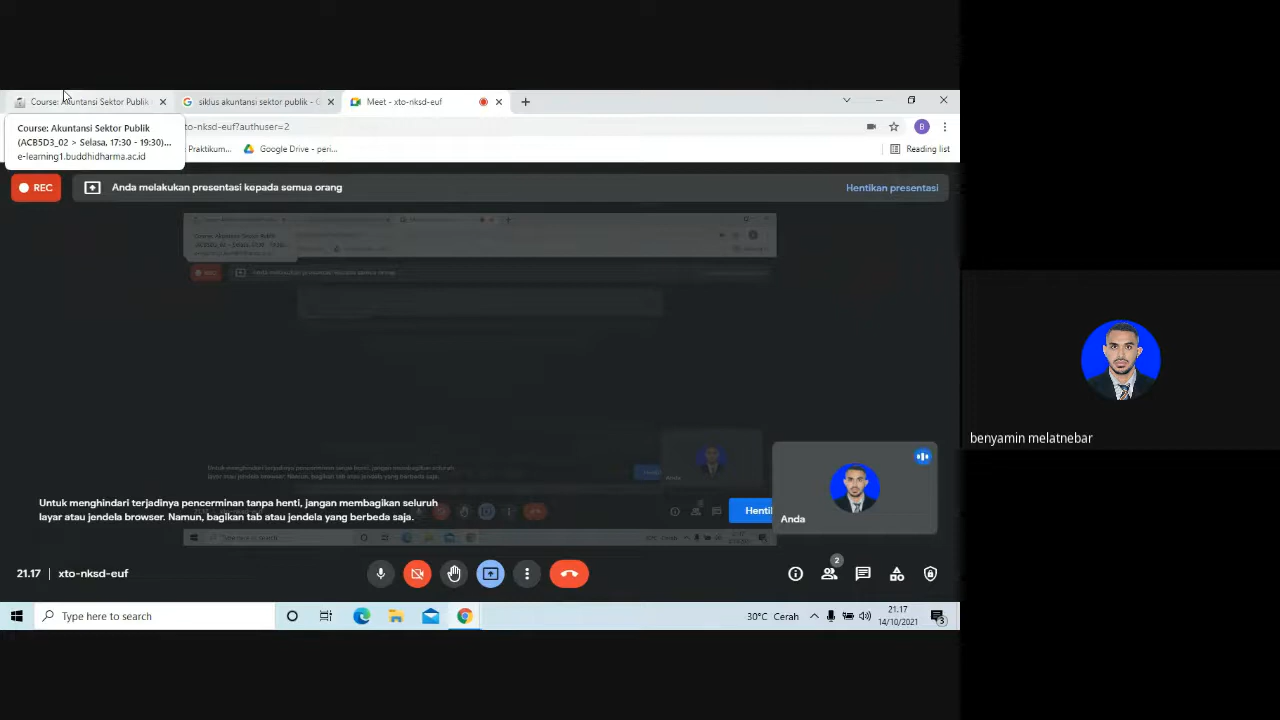 Course: Akuntansi Sektor Publik
siklus akuntansi sektor publik - G
Meet - xto-nksd-euf
Course: Akuntansi Sektor Publik
(ACB5D3_02 > Selasa, 17:30 - 19:30)...
e-learning1.buddhidharma.ac.id
to-nksd-euf?authuser=2
B
Praktikum...
Google Drive - peri...
Reading list
REC
Anda melakukan presentasi kepada semua orang
Hentikan presentasi
Untuk menghindari terjadinya pencerminan tanpa henti, jangan membagikan seluruh
layar atau jendela browser. Namun, bagikan tab atau jendela yang berbeda saja.
Hentil
Anda
benyamin melatnebar
21.17 | xto-nksd-euf
2
Type here to search
30°C Cerah
21.17
14/10/2021
3